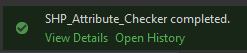 SHP_Attribute_Checker completed.
View Details Open History